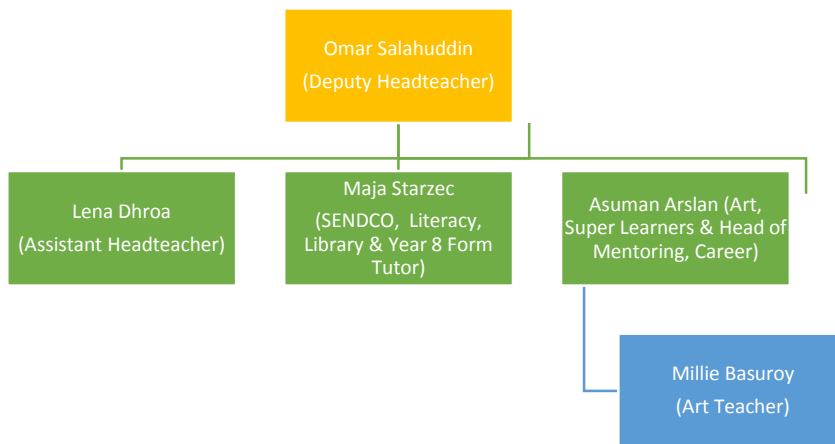 Omar Salahuddin
(Deputy Headteacher)
Lena Dhroa
(Assistant Headteacher)
Maja Starzec
(SENDCO, Literacy,
Library & Year 8 Form
Tutor)
Asuman Arslan (Art,
Super Learners & Head of
Mentoring, Career)
Millie Basuroy
(Art Teacher)